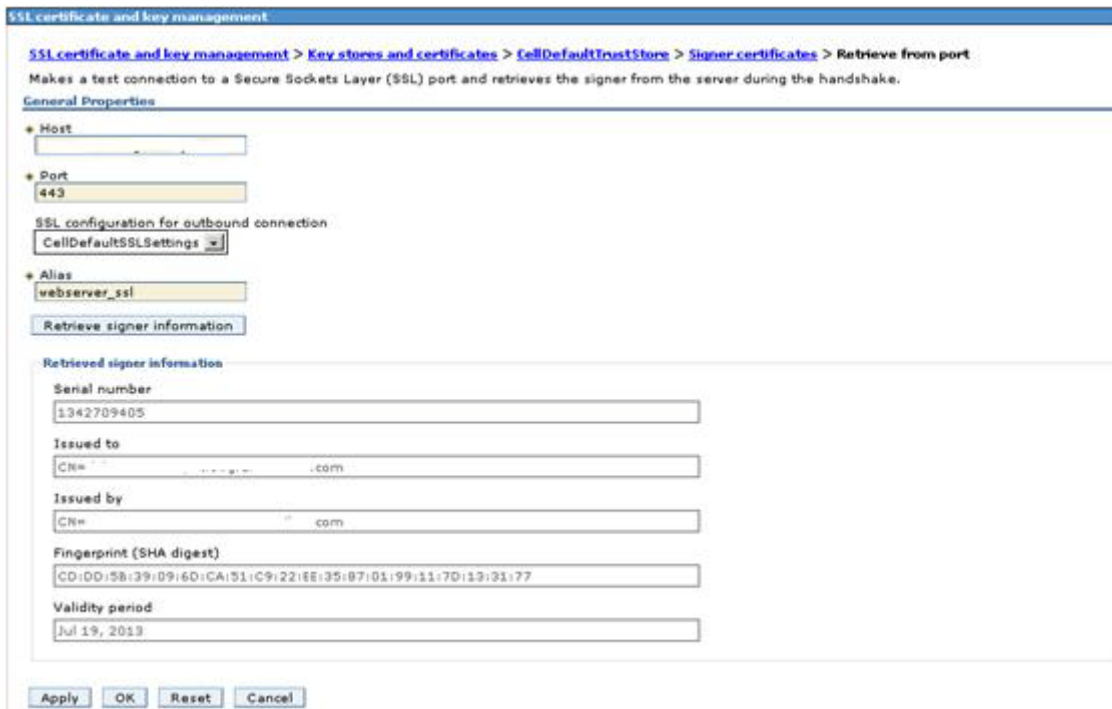 SSL certificate and key management
SSL certificate and key management > Key stores and certificates > CellDefaultTrustStore > Signer certificates > Retrieve from port
Makes a test connection to a Secure Sockets Layer (SSL) port and retrieves the signer from the server during the handshake.
General Properties
Host
Port
443
SSL configuration for outbound connection
CellDefaultSSLSettings
Alias
webserver_ssl
Retrieve signer information
Retrieved signer information
Serial number
1342709405
Issued to
CN= .com
Issued by
CN= com
Fingerprint (SHA digest)
CD:DD:5B:39:09:6D:CA:51:C9:22:EE:35:87:01:99:11:7D:13:31:77
Validity period
Jul 19, 2013
Apply OK Reset Cancel